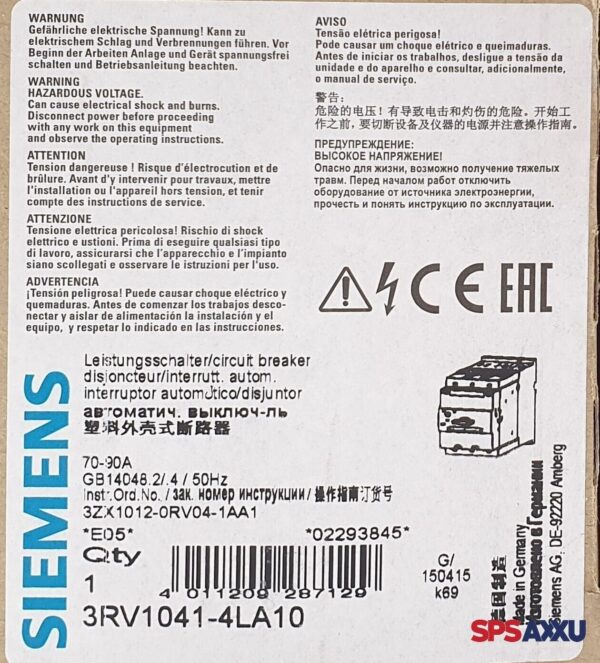 WARNUNG
Gefährliche elektrische Spannung! Kann zu
elektrischem Schlag und Verbrennungen führen. Vor
Beginn der Arbeiten Anlage und Gerät spannungsfrei
schalten und Betriebsanleitung beachten.
WARNING
HAZARDOUS VOLTAGE.
Can cause electrical shock and burns.
Disconnect power before proceeding
with any work on this equipment
and observe the operating instructions.
ATTENTION
Tension dangereuse ! Risque d'électrocution et de
brûlure. Avant d'y intervenir pour travaux, mettre
l'installation ou l'appareil hors tension, et tenir
compte des instructions de service.
ATTENZIONE
Tensione elettrica pericolosa! Rischio di shock
elettrico e ustioni. Prima di eseguire qualsiasi tipo
di lavoro, assicurarsi che l'apparecchio e l'impianto
siano scollegati e osservare le istruzioni per l'uso.
ADVERTENCIA
¡Tensión peligrosa! Puede causar choque eléctrico y
quemaduras. Antes de comenzar los trabajos desco-
nectar y aislar de alimentación la instalación y el
equipo, y respetar lo indicado en las instrucciones.
AVISO
Tensão elétrica perigosa!
Pode causar um choque elétrico e queimaduras.
Antes de iniciar os trabalhos, desligue a tensão da
unidade e do aparelho e consultar, adicionalmente,
o manual de serviço.
警告:
危险的电压! 有导致电击和灼伤的危险。开始工
作之前,要切断设备及仪器的电源并注意操作指南。
ПРЕДУПРЕЖДЕНИЕ:
ВЫСОКОЕ НАПРЯЖЕНИЕ!
Опасно для жизни, возможно получение тяжелых
травм. Перед началом работ отключить
оборудование от источника электроэнергии,
прочесть и понять инструкцию по эксплуатации.
CE EAC
SIEMENS
Leistungsschalter/circuit breaker
disjoncteur/interrutt. autom.
interruptor automático/disjuntor
автоматич. выключ-ль
塑料外壳式断路器
70-90A
GB14048.2/.4 / 50Hz
Instr.Ord.No. / зак. номер инструкции/操作指南订货号
3ZX1012-0RV04-1AA1
*E05* *02293845*
Qty
1
4 011209 287129
3RV1041-4LA10
G/
150415
k69
德国制造
Made in Germany
Изготовлено в Германии
Siemens AG, DE-92220 Amberg
SPSAXXU